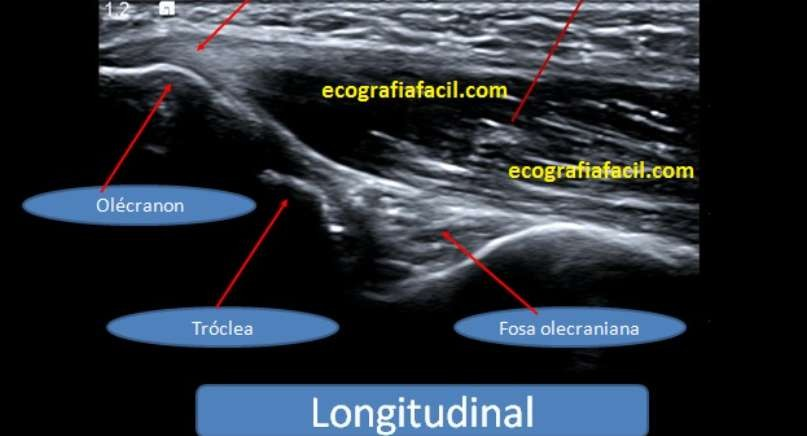 1.2
ecografiafacil.com
ecografiafacil.com
Olécranon
Tróclea
Fosa olecraniana
Longitudinal